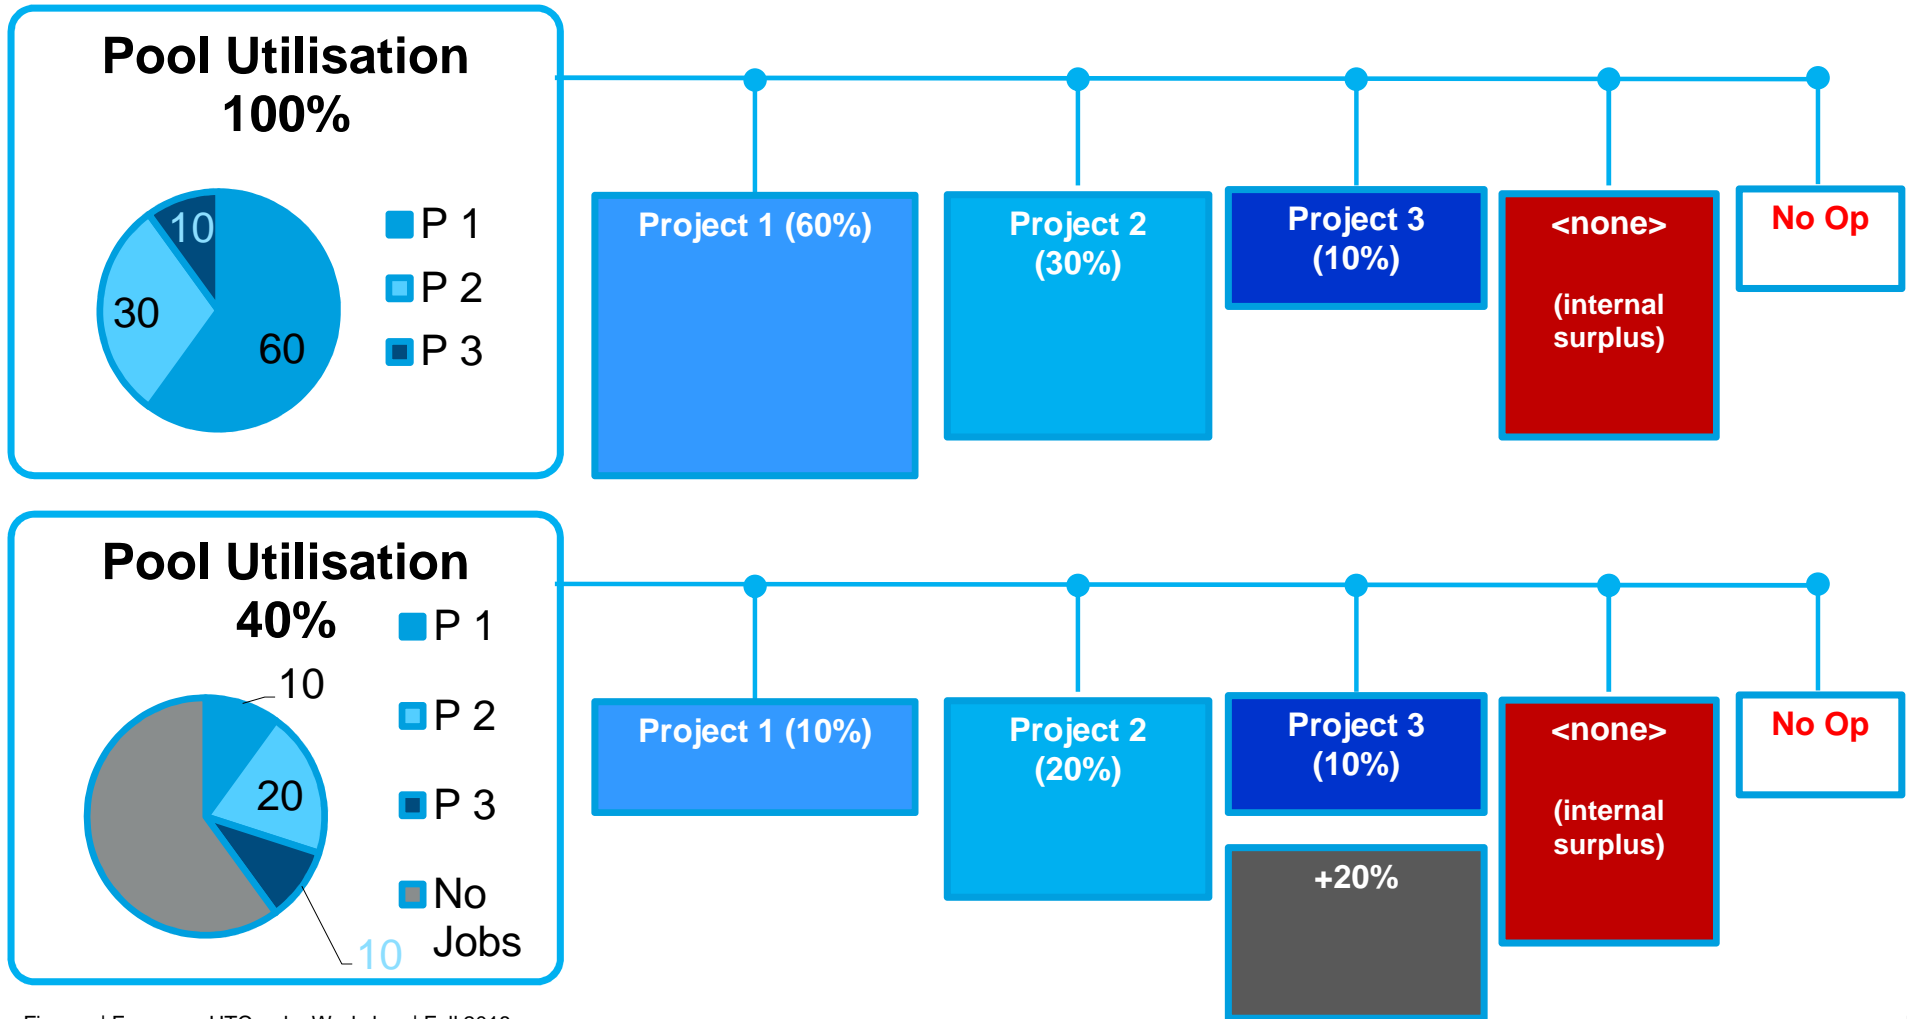 Pool Utilisation
100%
10
30
60
P 1
P 2
P 3
Project 1 (60%)
Project 2
(30%)
Project 3
(10%)
<none>
(internal
surplus)
No Op
Pool Utilisation
40%
10
20
10
P 1
P 2
P 3
No
Jobs
Project 1 (10%)
Project 2
(20%)
Project 3
(10%)
+20%
<none>
(internal
surplus)
No Op